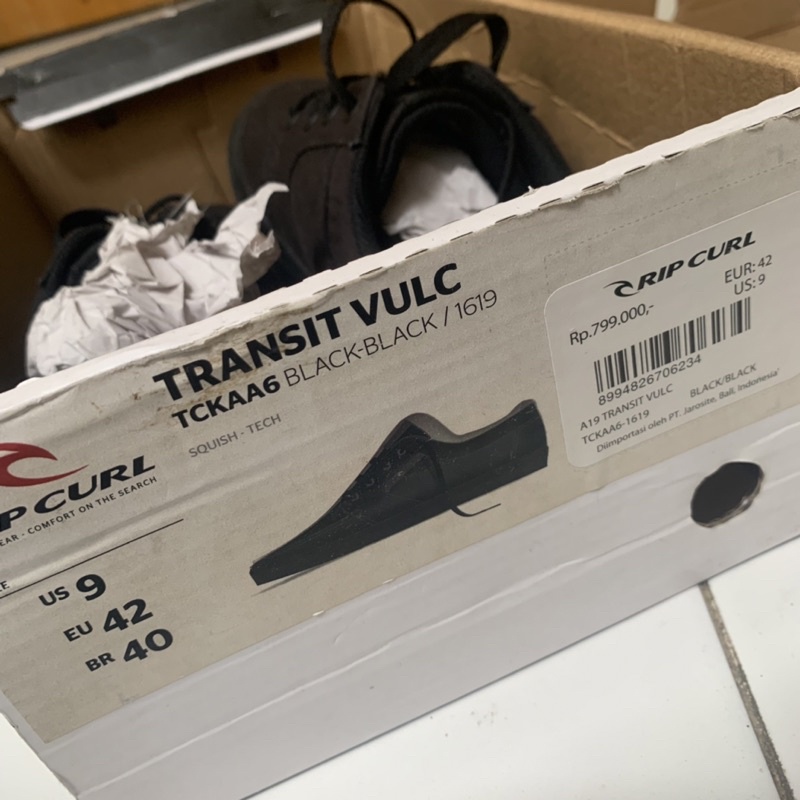 TRANSIT VULC
TCKAA6 BLACK-BLACK / 1619
SQUISH - TECH
P CURL
EAR - COMFORT ON THE SEARCH
US 9
EU 42
BR 40
RIP CURL
EUR: 42
US: 9
Rp.799.000,-
8994826706234
A19 TRANSIT VULC BLACK/BLACK
TCKAA6-1619
Diimportasi oleh PT. Jarosite, Bali, Indonesia'